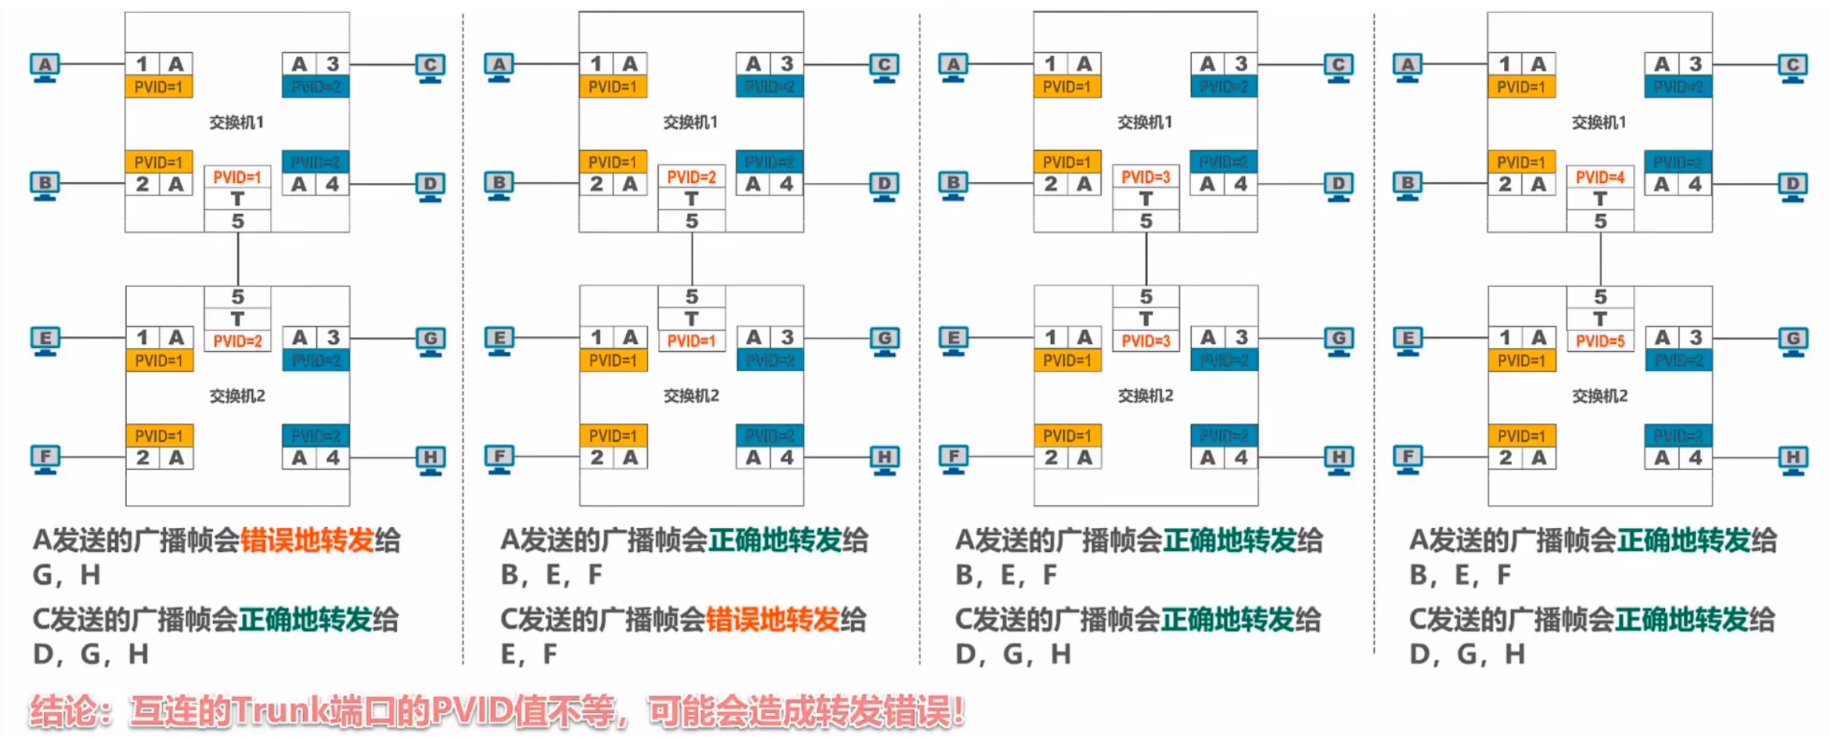 A 1 A A 3 C
PVID=1 PVID=2
交换机1
PVID=1 PVID=1 PVID=2
B 2 A T A 4 D
5
5
E 1 A T A 3 G
PVID=1 PVID=2 PVID=2
交换机2
PVID=1 PVID=2
F 2 A A 4 H
A发送的广播帧会错误地转发给
G，H
C发送的广播帧会正确地转发给
D，G，H
A 1 A A 3 C
PVID=1 PVID=2
交换机1
PVID=1 PVID=2 PVID=2
B 2 A T A 4 D
5
5
E 1 A T A 3 G
PVID=1 PVID=1 PVID=2
交换机2
PVID=1 PVID=2
F 2 A A 4 H
A发送的广播帧会正确地转发给
B，E，F
C发送的广播帧会错误地转发给
E，F
A 1 A A 3 C
PVID=1 PVID=2
交换机1
PVID=1 PVID=3 PVID=2
B 2 A T A 4 D
5
5
E 1 A T A 3 G
PVID=1 PVID=3 PVID=2
交换机2
PVID=1 PVID=2
F 2 A A 4 H
A发送的广播帧会正确地转发给
B，E，F
C发送的广播帧会正确地转发给
D，G，H
A 1 A A 3 C
PVID=1 PVID=2
交换机1
PVID=1 PVID=4 PVID=2
B 2 A T A 4 D
5
5
E 1 A T A 3 G
PVID=1 PVID=5 PVID=2
交换机2
PVID=1 PVID=2
F 2 A A 4 H
A发送的广播帧会正确地转发给
B，E，F
C发送的广播帧会正确地转发给
D，G，H
结论：互连的Trunk端口的PVID值不等，可能会造成转发错误！